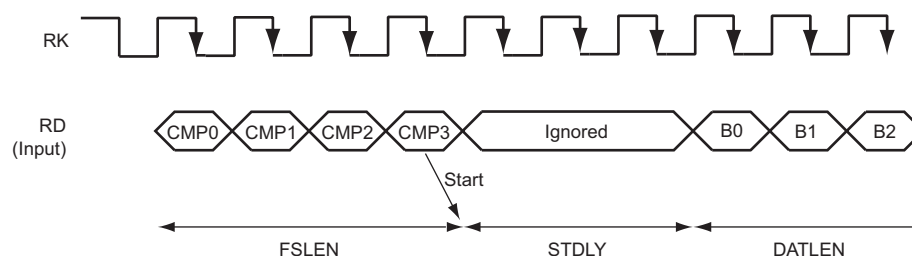 RK
RD
(Input)
CMP0 CMP1 CMP2 CMP3 Ignored B0 B1 B2
Start
FSLEN STDLY DATLEN